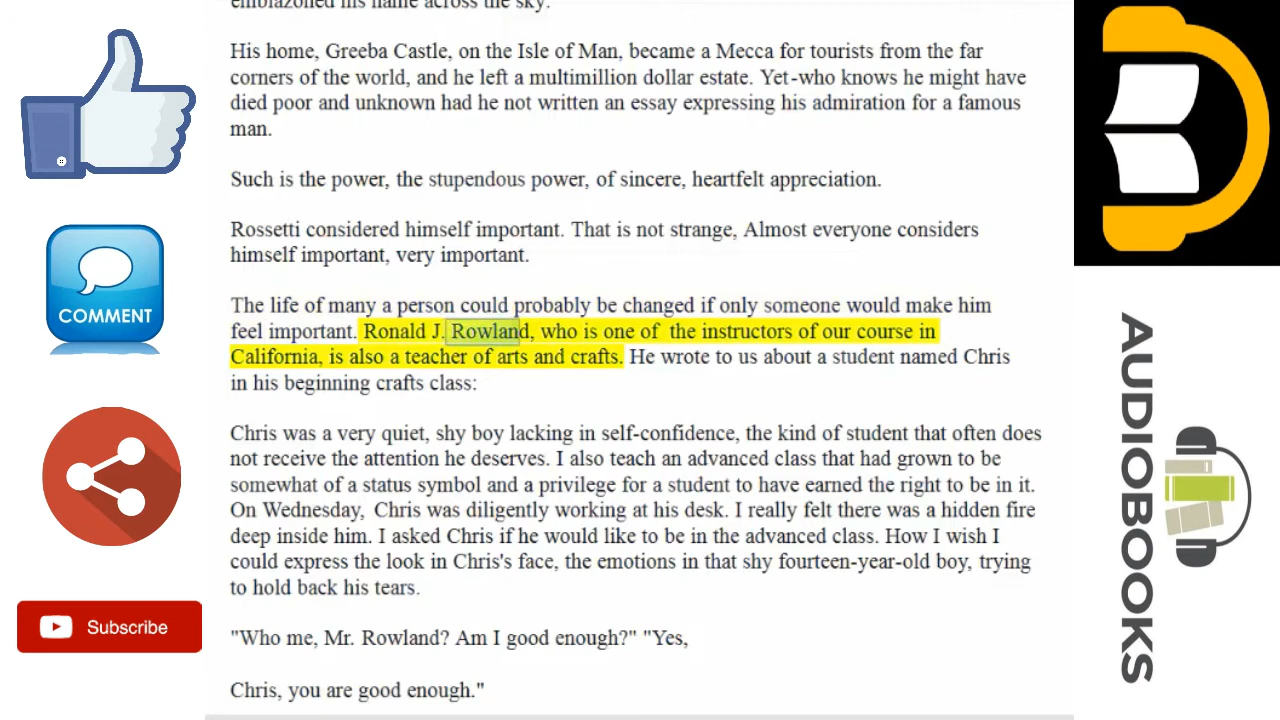 emblazoned his name across the sky.
His home, Greeba Castle, on the Isle of Man, became a Mecca for tourists from the far
corners of the world, and he left a multimillion dollar estate. Yet-who knows he might have
died poor and unknown had he not written an essay expressing his admiration for a famous
man.
Such is the power, the stupendous power, of sincere, heartfelt appreciation.
Rossetti considered himself important. That is not strange, Almost everyone considers
himself important, very important.
The life of many a person could probably be changed if only someone would make him
feel important. Ronald J. Rowland, who is one of the instructors of our course in
California, is also a teacher of arts and crafts. He wrote to us about a student named Chris
in his beginning crafts class:
Chris was a very quiet, shy boy lacking in self-confidence, the kind of student that often does
not receive the attention he deserves. I also teach an advanced class that had grown to be
somewhat of a status symbol and a privilege for a student to have earned the right to be in it.
On Wednesday, Chris was diligently working at his desk. I really felt there was a hidden fire
deep inside him. I asked Chris if he would like to be in the advanced class. How I wish I
could express the look in Chris's face, the emotions in that shy fourteen-year-old boy, trying
to hold back his tears.
"Who me, Mr. Rowland? Am I good enough?" "Yes,
Chris, you are good enough."
COMMENT
Subscribe
AUDIOBOOKS